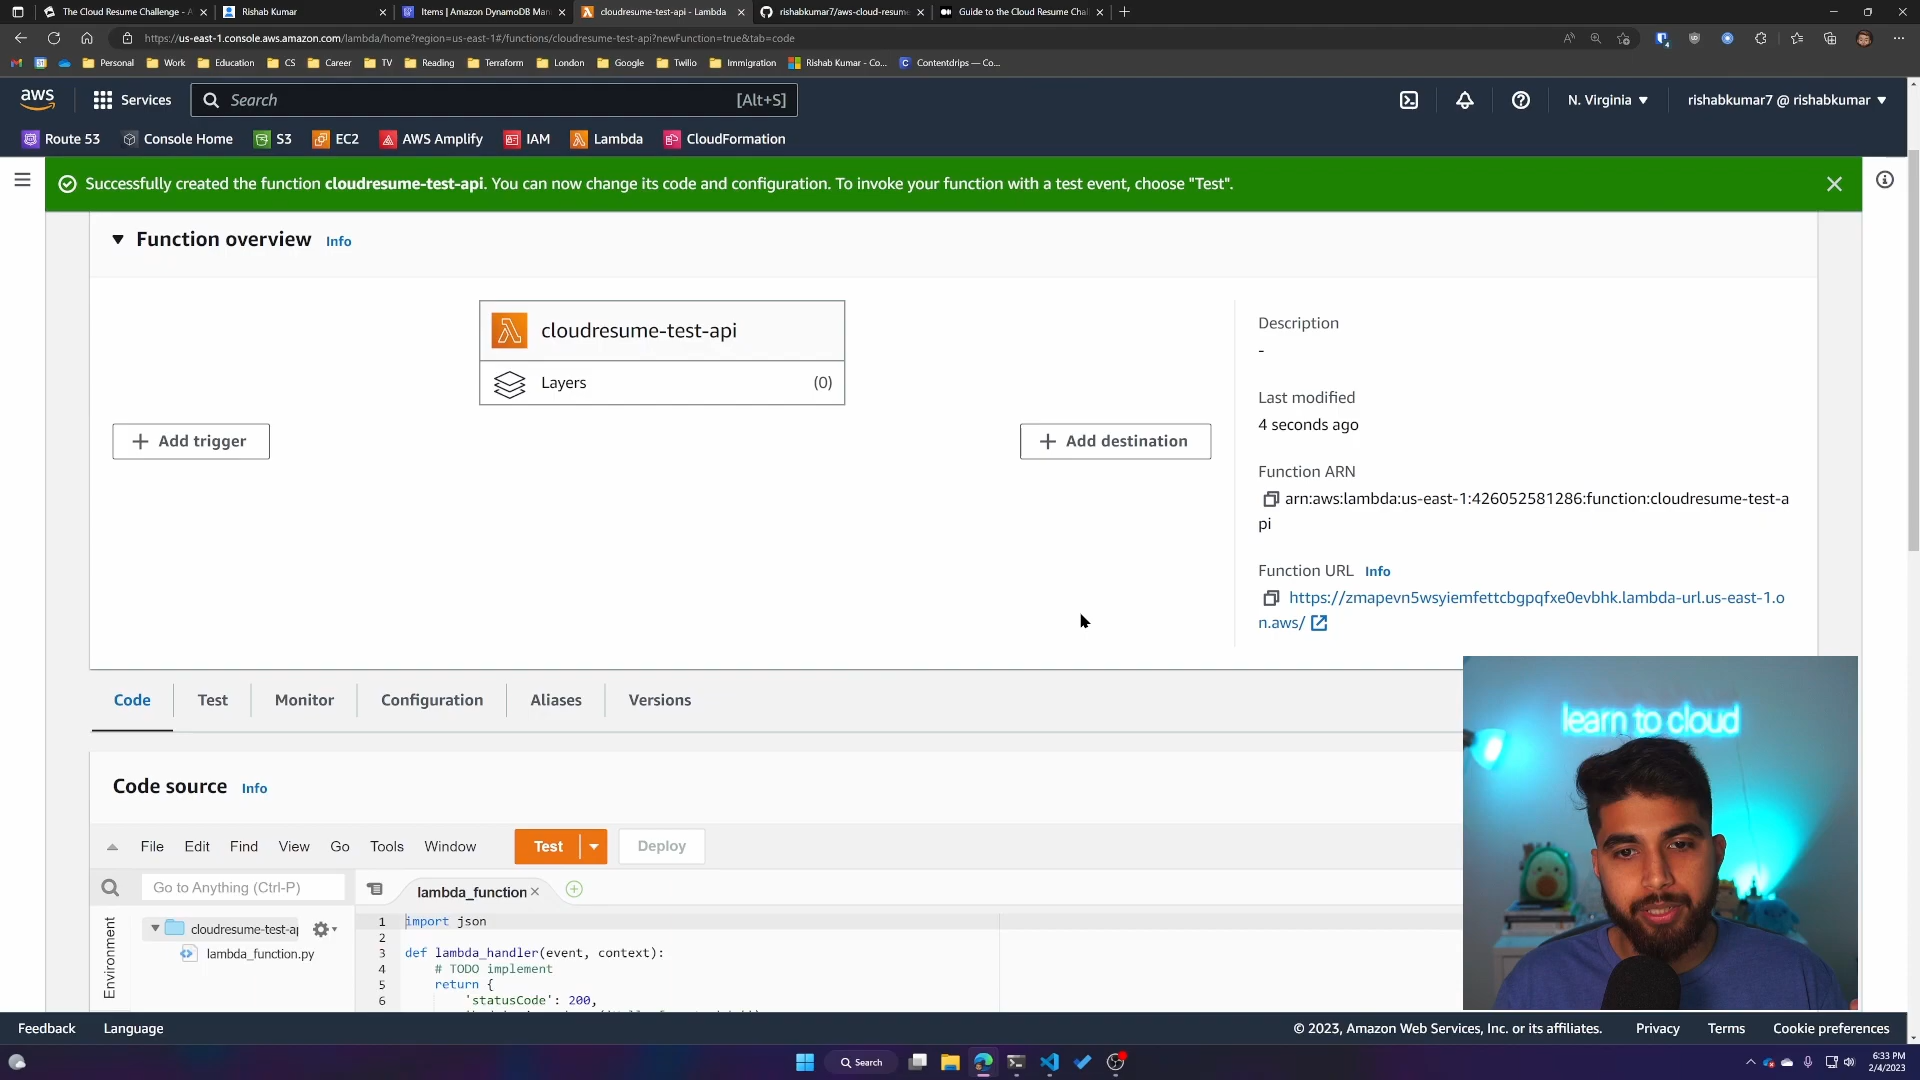 The Cloud Resume Challenge - A
Rishab Kumar
Items | Amazon DynamoDB Man
cloudresume-test-api - Lambda
rishabkumar7/aws-cloud-resume
Guide to the Cloud Resume Chal
https://us-east-1.console.aws.amazon.com/lambda/home?region=us-east-1#/functions/cloudresume-test-api?newFunction=true&tab=code
Personal
Work
Education
CS
Career
TV
Reading
Terraform
London
Google
Twilio
Immigration
Rishab Kumar - Co...
Contentdrips — Co...
aws
Services
Search
[Alt+S]
N. Virginia
rishabkumar7 @ rishabkumar
Route 53
Console Home
S3
EC2
AWS Amplify
IAM
Lambda
CloudFormation
Successfully created the function cloudresume-test-api. You can now change its code and configuration. To invoke your function with a test event, choose "Test".
Function overview Info
cloudresume-test-api
Layers (0)
Add trigger
Add destination
Description
-
Last modified
4 seconds ago
Function ARN
arn:aws:lambda:us-east-1:426052581286:function:cloudresume-test-a
pi
Function URL Info
https://zmapevn5wsyiemfettcbgpqfxe0evbhk.lambda-url.us-east-1.o
n.aws/
Code
Test
Monitor
Configuration
Aliases
Versions
learn to cloud
Code source Info
File Edit Find View Go Tools Window
Test
Deploy
Go to Anything (Ctrl-P)
lambda_function
Environment
cloudresume-test-ap
lambda_function.py
1 import json
2
3 def lambda_handler(event, context):
4 # TODO implement
5 return {
6 'statusCode': 200,
Feedback
Language
© 2023, Amazon Web Services, Inc. or its affiliates.
Privacy
Terms
Cookie preferences
Search
6:33 PM
2/4/2023